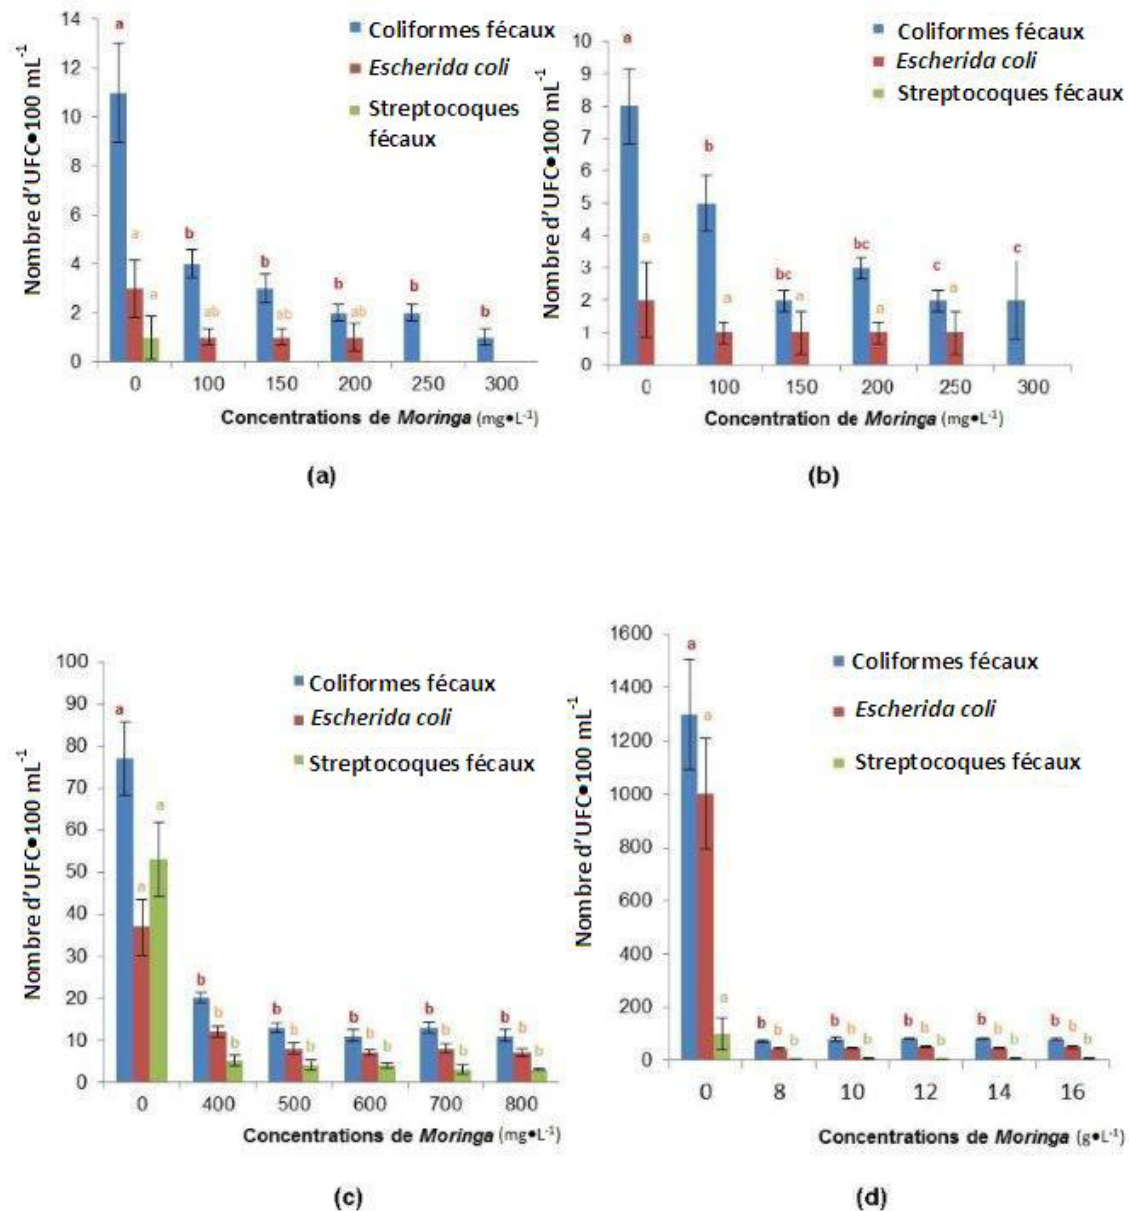 Nombre d'UFC•100 mL⁻¹
14
12
10
8
6
4
2
0
Coliformes fécaux
Escherida coli
Streptocoques
fécaux
a
a
a
b
ab
b
ab
b
ab
b
b
0 100 150 200 250 300
Concentrations de Moringa (mg•L⁻¹)
(a)
Nombre d'UFC•100 mL⁻¹
10
9
8
7
6
5
4
3
2
1
0
Coliformes fécaux
Escherida coli
Streptocoques fécaux
a
a
b
a
bc
a
bc
a
c
a
c
0 100 150 200 250 300
Concentration de Moringa (mg•L⁻¹)
(b)
Nombre d'UFC•100 mL⁻¹
100
90
80
70
60
50
40
30
20
10
0
Coliformes fécaux
Escherida coli
Streptocoques fécaux
a
a
a
b b b
b b b
b b b
b b b
b b b
0 400 500 600 700 800
Concentrations de Moringa (mg•L⁻¹)
(c)
Nombre d'UFC•100 mL⁻¹
1600
1400
1200
1000
800
600
400
200
0
Coliformes fécaux
Escherida coli
Streptocoques fécaux
a
a
a
b b b
b b b
b b b
b b b
b b b
0 8 10 12 14 16
Concentrations de Moringa (g•L⁻¹)
(d)